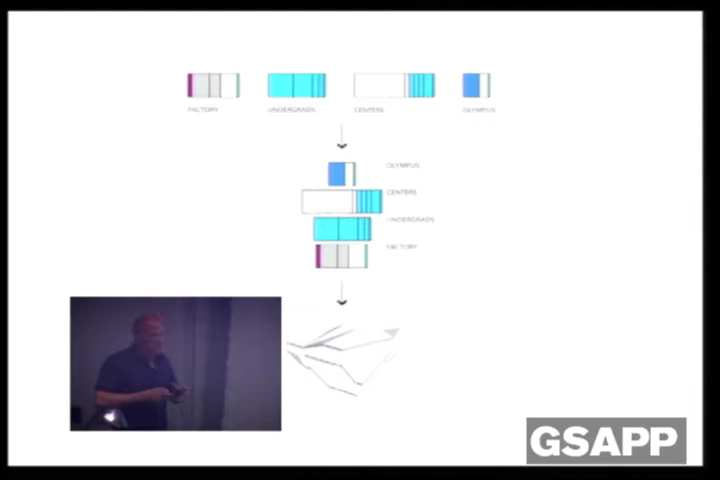 FACTORY UNDERGRADS CENTERS OLYMPUS
OLYMPUS
CENTERS
UNDERGRADS
FACTORY
GSAPP